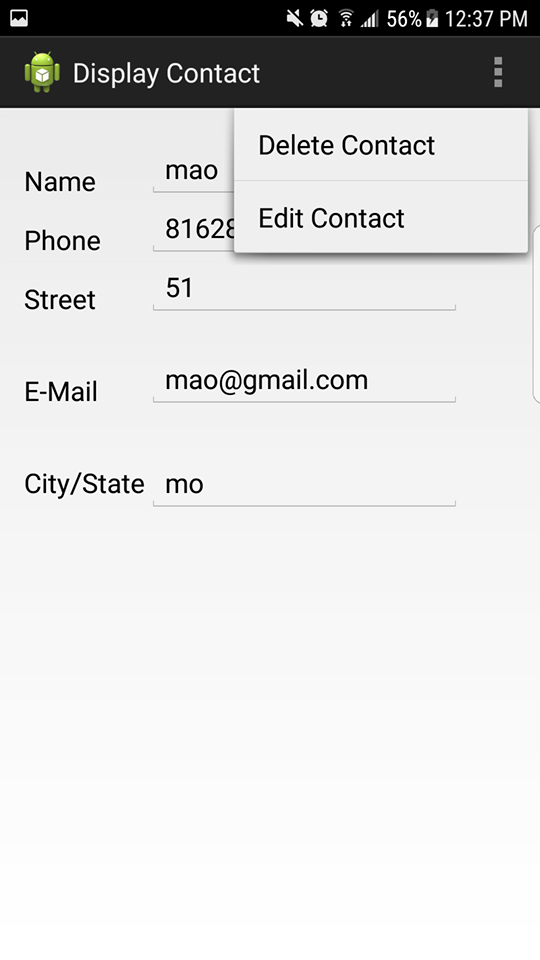 56% 12:37 PM
Display Contact
Delete Contact
Edit Contact
Name mao
Phone 81628
Street 51
E-Mail mao@gmail.com
City/State mo